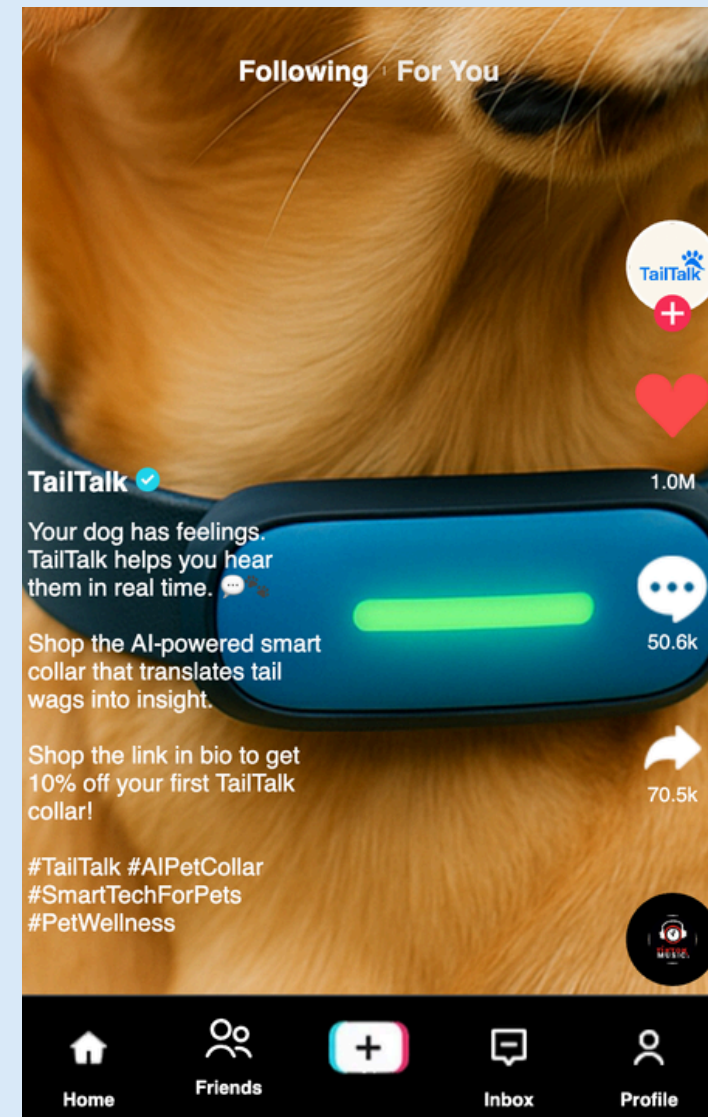 Following For You
TailTalk
1.0M
TailTalk
Your dog has feelings.
TailTalk helps you hear
them in real time. 💬🐾
50.6k
Shop the AI-powered smart
collar that translates tail
wags into insight.
Shop the link in bio to get
10% off your first TailTalk
collar!
70.5k
#TailTalk #AIPetCollar
#SmartTechForPets
#PetWellness
MUSIC.
Home
Friends
Inbox
Profile